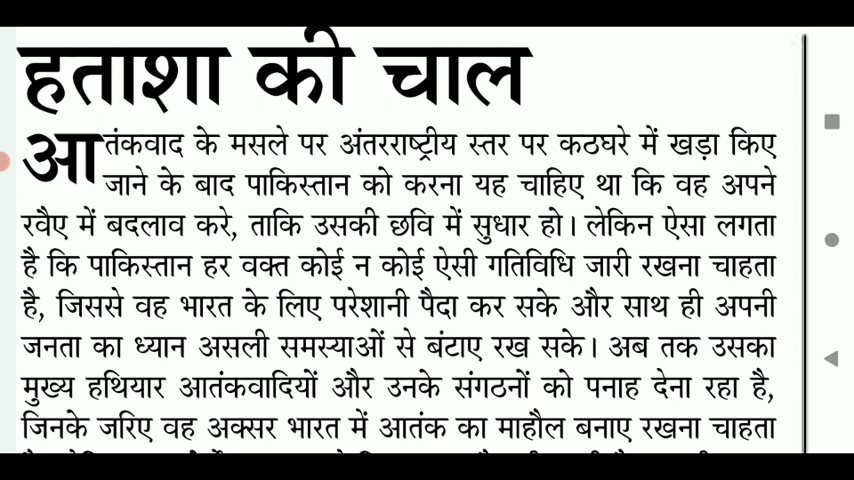 हताशा की चाल
आतंकवाद के मसले पर अंतरराष्ट्रीय स्तर पर कठघरे में खड़ा किए
जाने के बाद पाकिस्तान को करना यह चाहिए था कि वह अपने
रवैए में बदलाव करे, ताकि उसकी छवि में सुधार हो। लेकिन ऐसा लगता
है कि पाकिस्तान हर वक्त कोई न कोई ऐसी गतिविधि जारी रखना चाहता
है, जिससे वह भारत के लिए परेशानी पैदा कर सके और साथ ही अपनी
जनता का ध्यान असली समस्याओं से बंटाए रख सके। अब तक उसका
मुख्य हथियार आतंकवादियों और उनके संगठनों को पनाह देना रहा है,
जिनके जरिए वह अक्सर भारत में आतंक का माहौल बनाए रखना चाहता